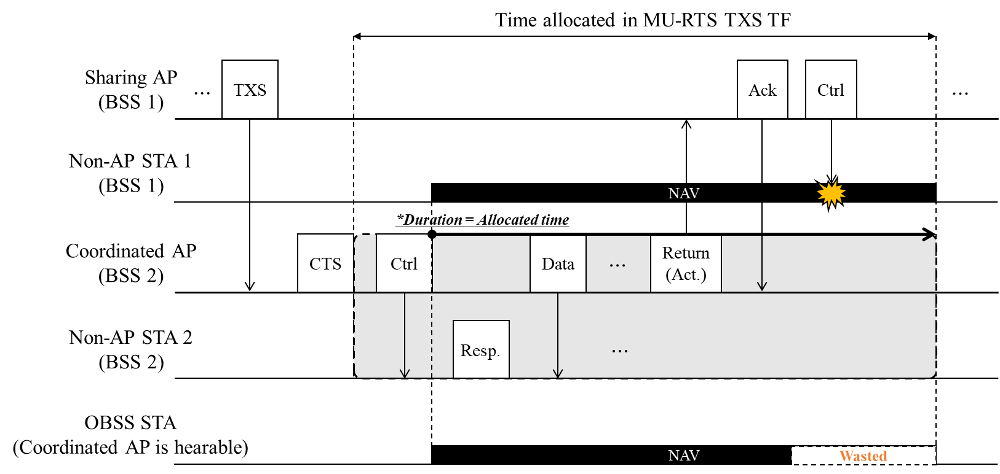 Time allocated in MU-RTS TXS TF
Sharing AP
(BSS 1)
...
TXS
Ack
Ctrl
...
Non-AP STA 1
(BSS 1)
NAV
*Duration = Allocated time
Coordinated AP
(BSS 2)
CTS
Ctrl
Data
...
Return
(Act.)
Non-AP STA 2
(BSS 2)
Resp.
...
OBSS STA
(Coordinated AP is hearable)
NAV
Wasted